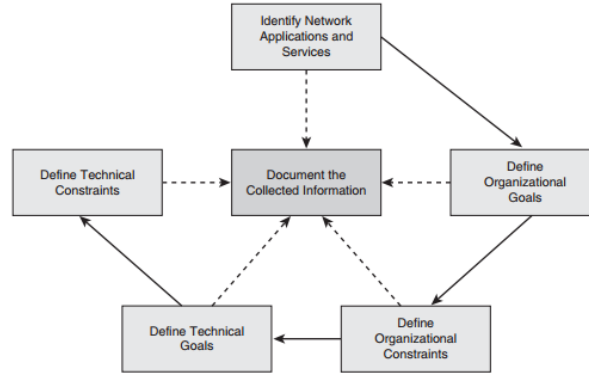 Identify Network
Applications and
Services
Define Technical
Constraints
Document the
Collected Information
Define
Organizational
Goals
Define Technical
Goals
Define
Organizational
Constraints